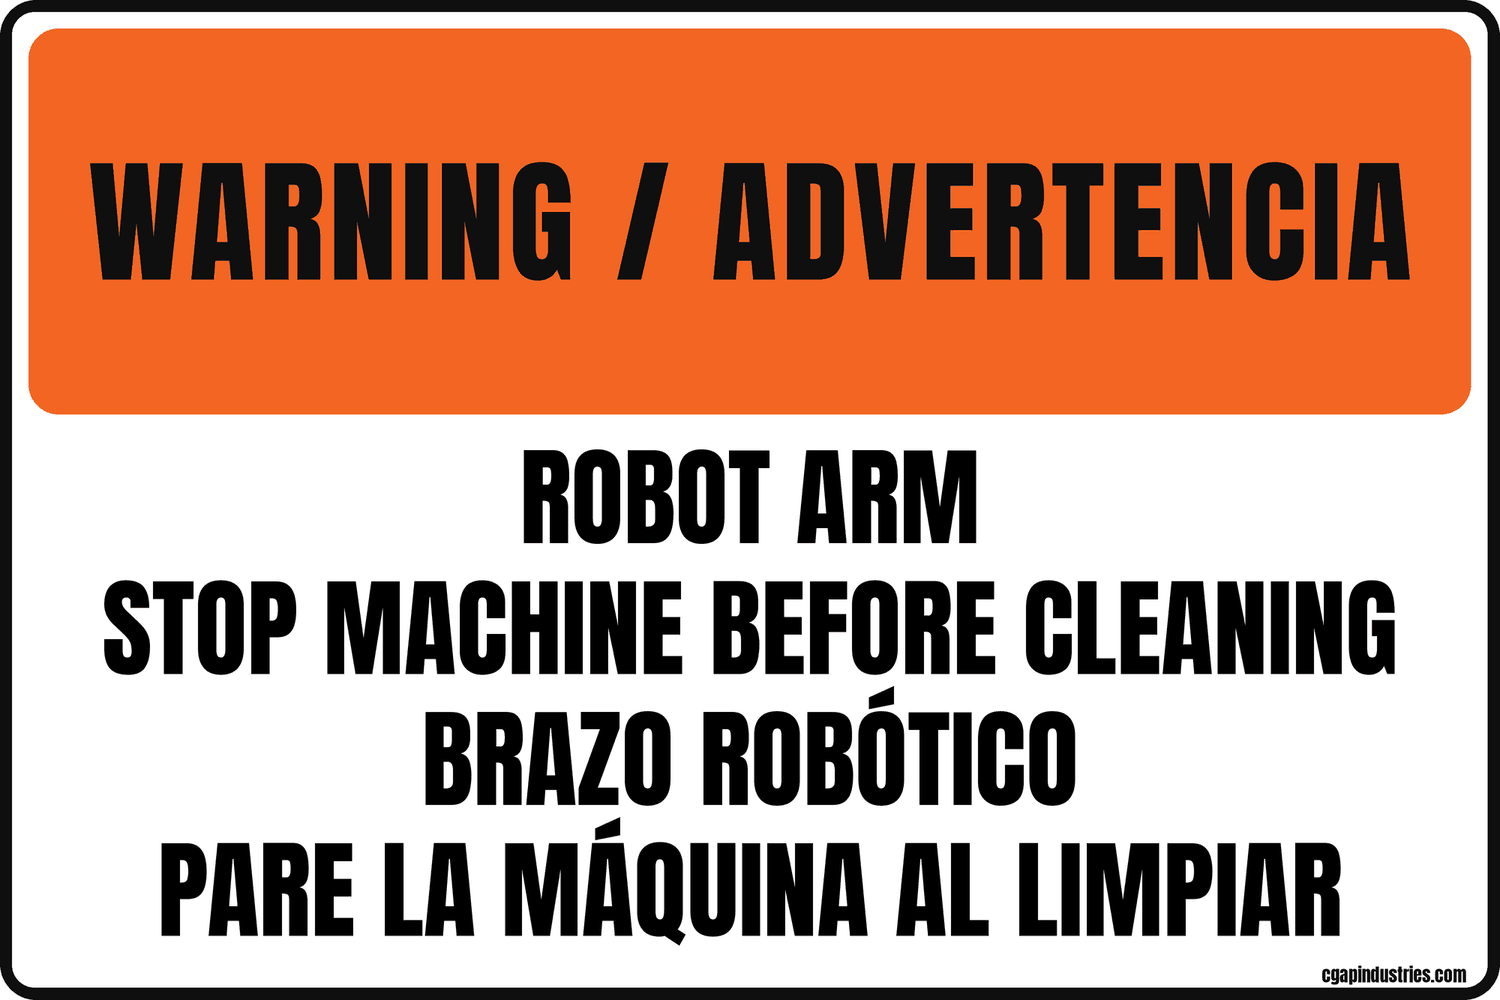 WARNING / ADVERTENCIA
ROBOT ARM
STOP MACHINE BEFORE CLEANING
BRAZO ROBÓTICO
PARE LA MÁQUINA AL LIMPIAR
cgapindustries.com